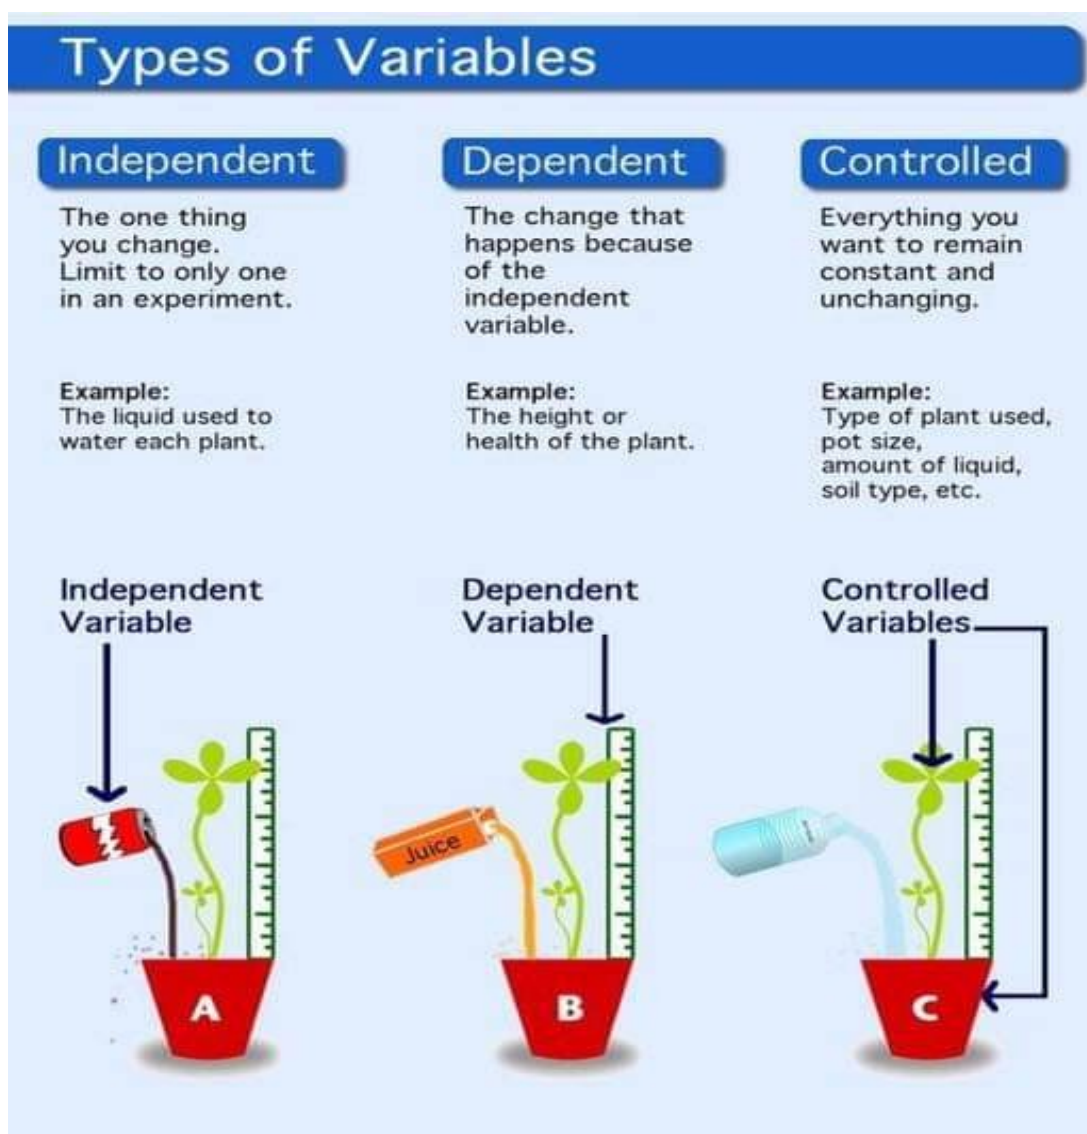 Types of Variables
Independent
The one thing
you change.
Limit to only one
in an experiment.
Example:
The liquid used to
water each plant.
Dependent
The change that
happens because
of the
independent
variable.
Example:
The height or
health of the plant.
Controlled
Everything you
want to remain
constant and
unchanging.
Example:
Type of plant used,
pot size,
amount of liquid,
soil type, etc.
Independent
Variable
Dependent
Variable
Controlled
Variables
Juice
A
B
C